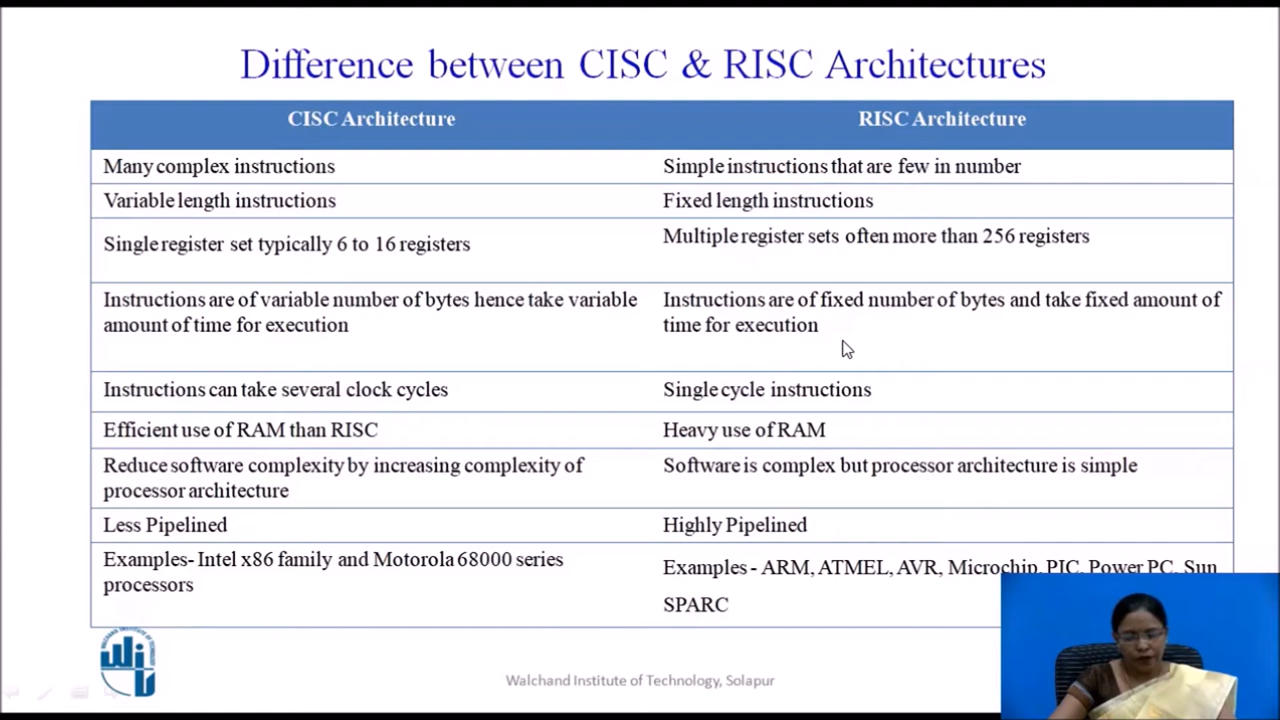 Difference between CISC & RISC Architectures
CISC Architecture
RISC Architecture
Many complex instructions
Simple instructions that are few in number
Variable length instructions
Fixed length instructions
Single register set typically 6 to 16 registers
Multiple register sets often more than 256 registers
Instructions are of variable number of bytes hence take variable
amount of time for execution
Instructions are of fixed number of bytes and take fixed amount of
time for execution
Instructions can take several clock cycles
Single cycle instructions
Efficient use of RAM than RISC
Heavy use of RAM
Reduce software complexity by increasing complexity of
processor architecture
Software is complex but processor architecture is simple
Less Pipelined
Highly Pipelined
Examples- Intel x86 family and Motorola 68000 series
processors
Examples - ARM, ATMEL, AVR, Microchip, PIC, Power PC, Sun
SPARC
WALCHAND INSTITUTE OF TECHNOLOGY
WIT
Walchand Institute of Technology, Solapur